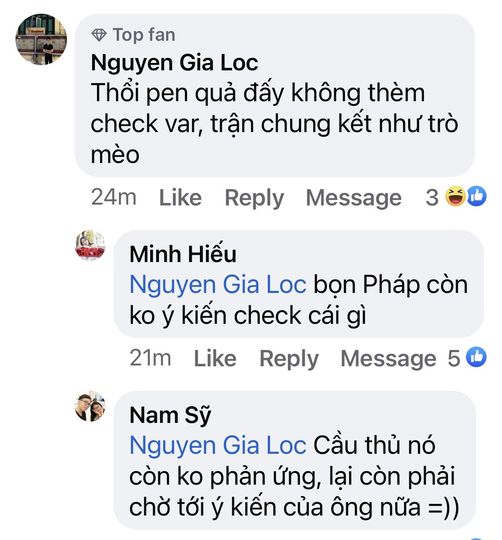 Top fan
Nguyen Gia Loc
Thổi pen quả đấy không thèm
check var, trận chung kết như trò
mèo
24m Like Reply Message 3
Minh Hiếu
Nguyen Gia Loc bọn Pháp còn
ko ý kiến check cái gì
21m Like Reply Message 5
Nam Sỹ
Nguyen Gia Loc Cầu thủ nó
còn ko phản ứng, lại còn phải
chờ tới ý kiến của ông nữa =))